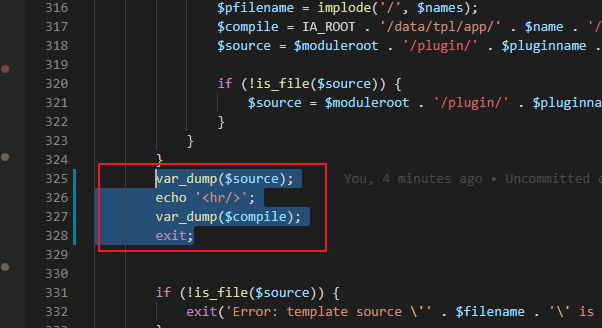 316 $pfilename = implode('/', $names);
317 $compile = IA_ROOT . '/data/tpl/app/' . $name . '/
318 $source = $moduleroot . '/plugin/' . $pluginname .
319
320 if (!is_file($source)) {
321 $source = $moduleroot . '/plugin/' . $pluginna
322 }
323 }
324 }
325 var_dump($source); You, 4 minutes ago • Uncommitted c
326 echo '<hr/>';
327 var_dump($compile);
328 exit;
329
330
331 if (!is_file($source)) {
332 exit('Error: template source \'' . $filename . '\' is